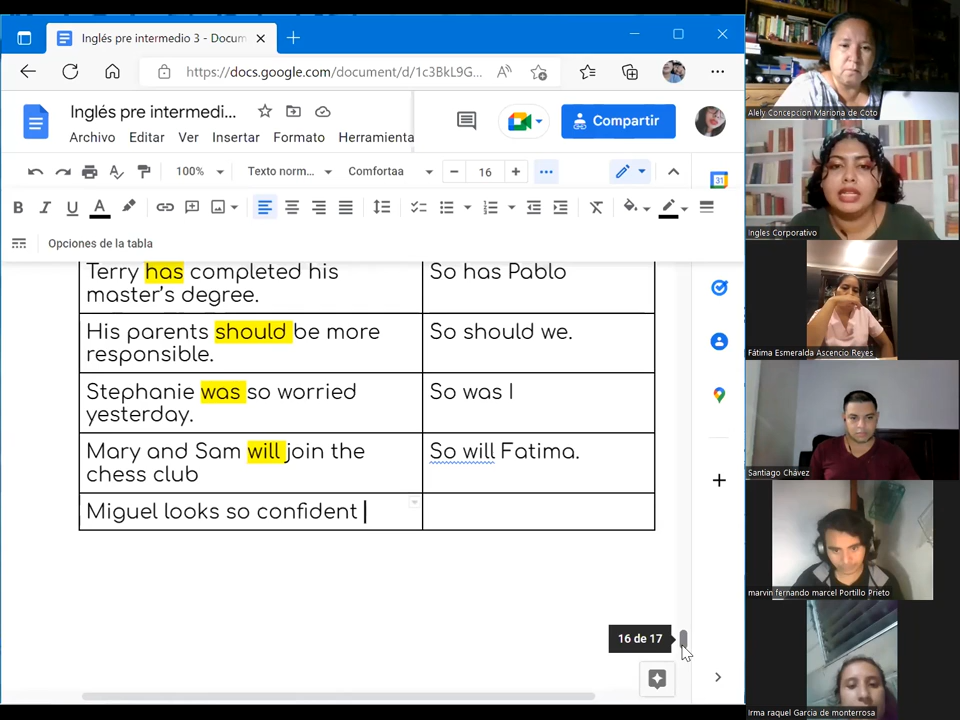 Inglés pre intermedio 3 - Docum
https://docs.google.com/document/d/1c3BkL9G...
Inglés pre intermedi...
Archivo Editar Ver Insertar Formato Herramienta
Compartir
100% Texto norm... Comfortaa 16
Opciones de la tabla
31
Terry has completed his master's degree.
So has Pablo
His parents should be more responsible.
So should we.
Stephanie was so worried yesterday.
So was I
Mary and Sam will join the chess club
So will Fatima.
Miguel looks so confident
16 de 17
Alely Concepcion Mariona de Coto
Ingles Corporativo
Fátima Esmeralda Ascencio Reyes
Santiago Chávez
marvin fernando marcel Portillo Prieto
Irma raquel Garcia de monterrosa